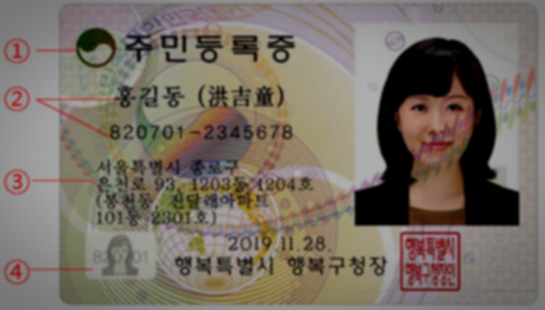 ①
주민등록증
②
홍길동 (洪吉童)
820701-2345678
③
서울특별시 종로구
은천로 93, 1203동 1204호
(봉천동, 진달래아파트
101동 2301호)
④
820701
2019.11.28.
행복특별시 행복구청장
행복특별시
행복구청장인